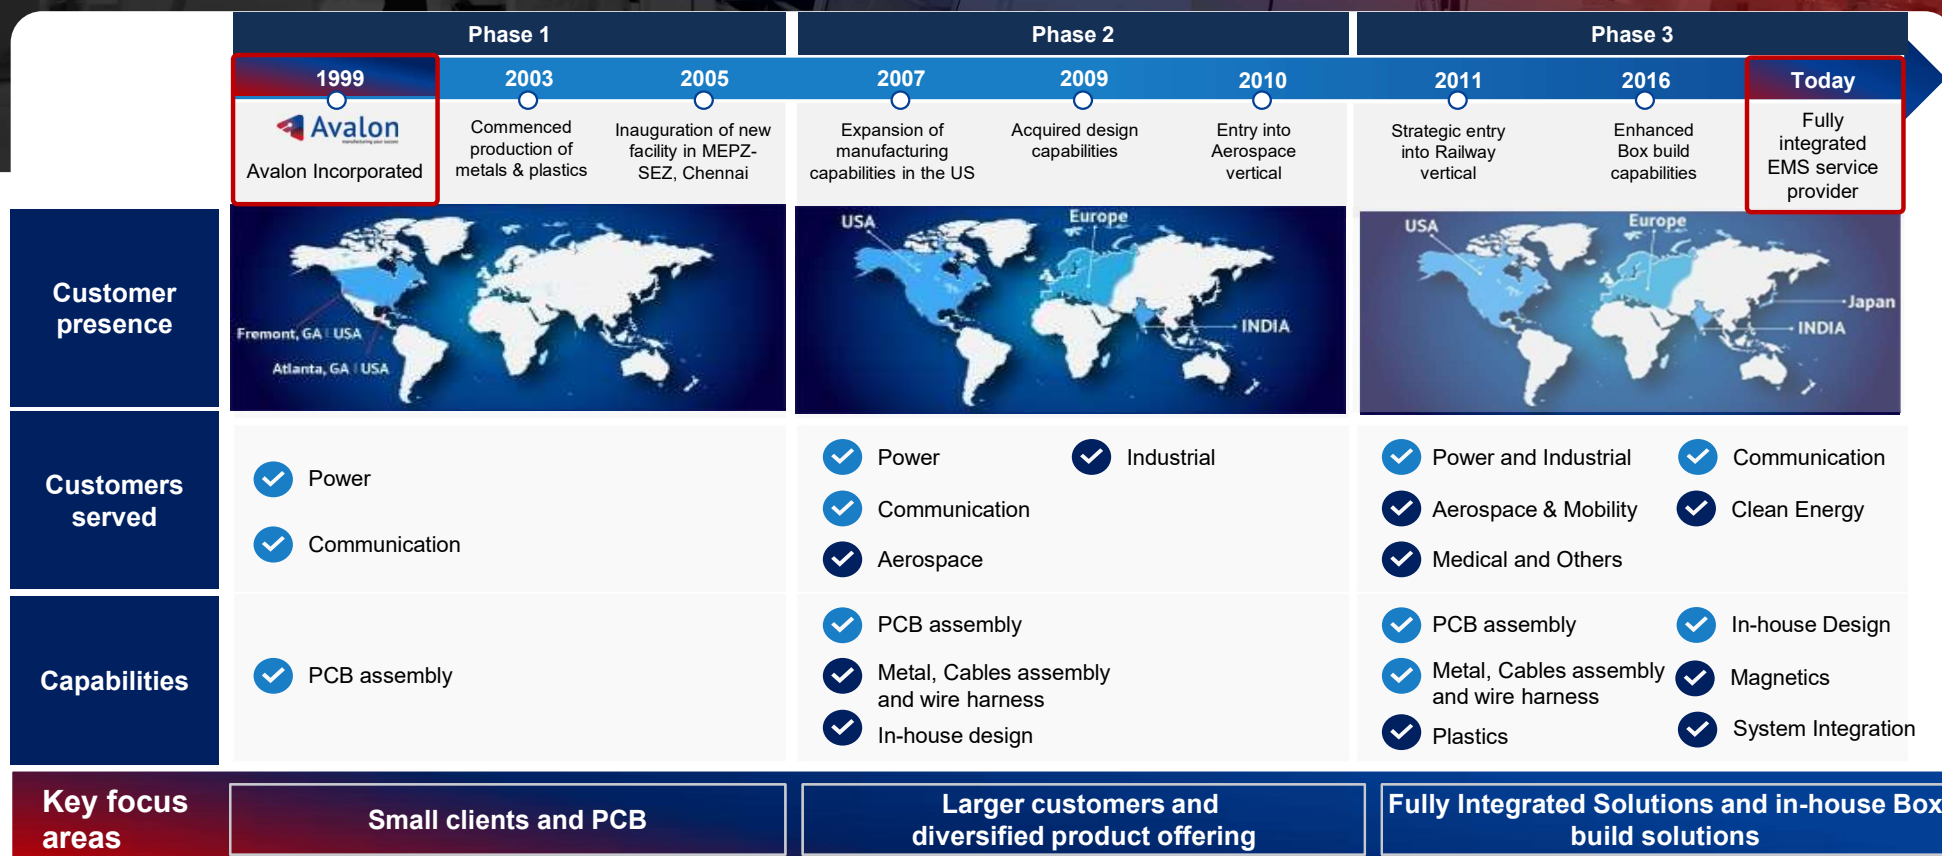 Phase 1
Phase 2
Phase 3
1999
2003
2005
2007
2009
2010
2011
2016
Today
Avalon
Avalon Incorporated
Commenced
production of
metals & plastics
Inauguration of new
facility in MEPZ-
SEZ, Chennai
Expansion of
manufacturing
capabilities in the US
Acquired design
capabilities
Entry into
Aerospace
vertical
Strategic entry
into Railway
vertical
Enhanced
Box build
capabilities
Fully
integrated
EMS service
provider
Customer
presence
Fremont, GA | USA
Atlanta, GA | USA
USA
Europe
INDIA
USA
Europe
Japan
INDIA
Customers
served
Power
Communication
Power
Industrial
Communication
Aerospace
Power and Industrial
Communication
Aerospace & Mobility
Clean Energy
Medical and Others
Capabilities
PCB assembly
PCB assembly
Metal, Cables assembly
and wire harness
In-house design
PCB assembly
In-house Design
Metal, Cables assembly
and wire harness
Magnetics
Plastics
System Integration
Key focus
areas
Small clients and PCB
Larger customers and
diversified product offering
Fully Integrated Solutions and in-house Box
build solutions